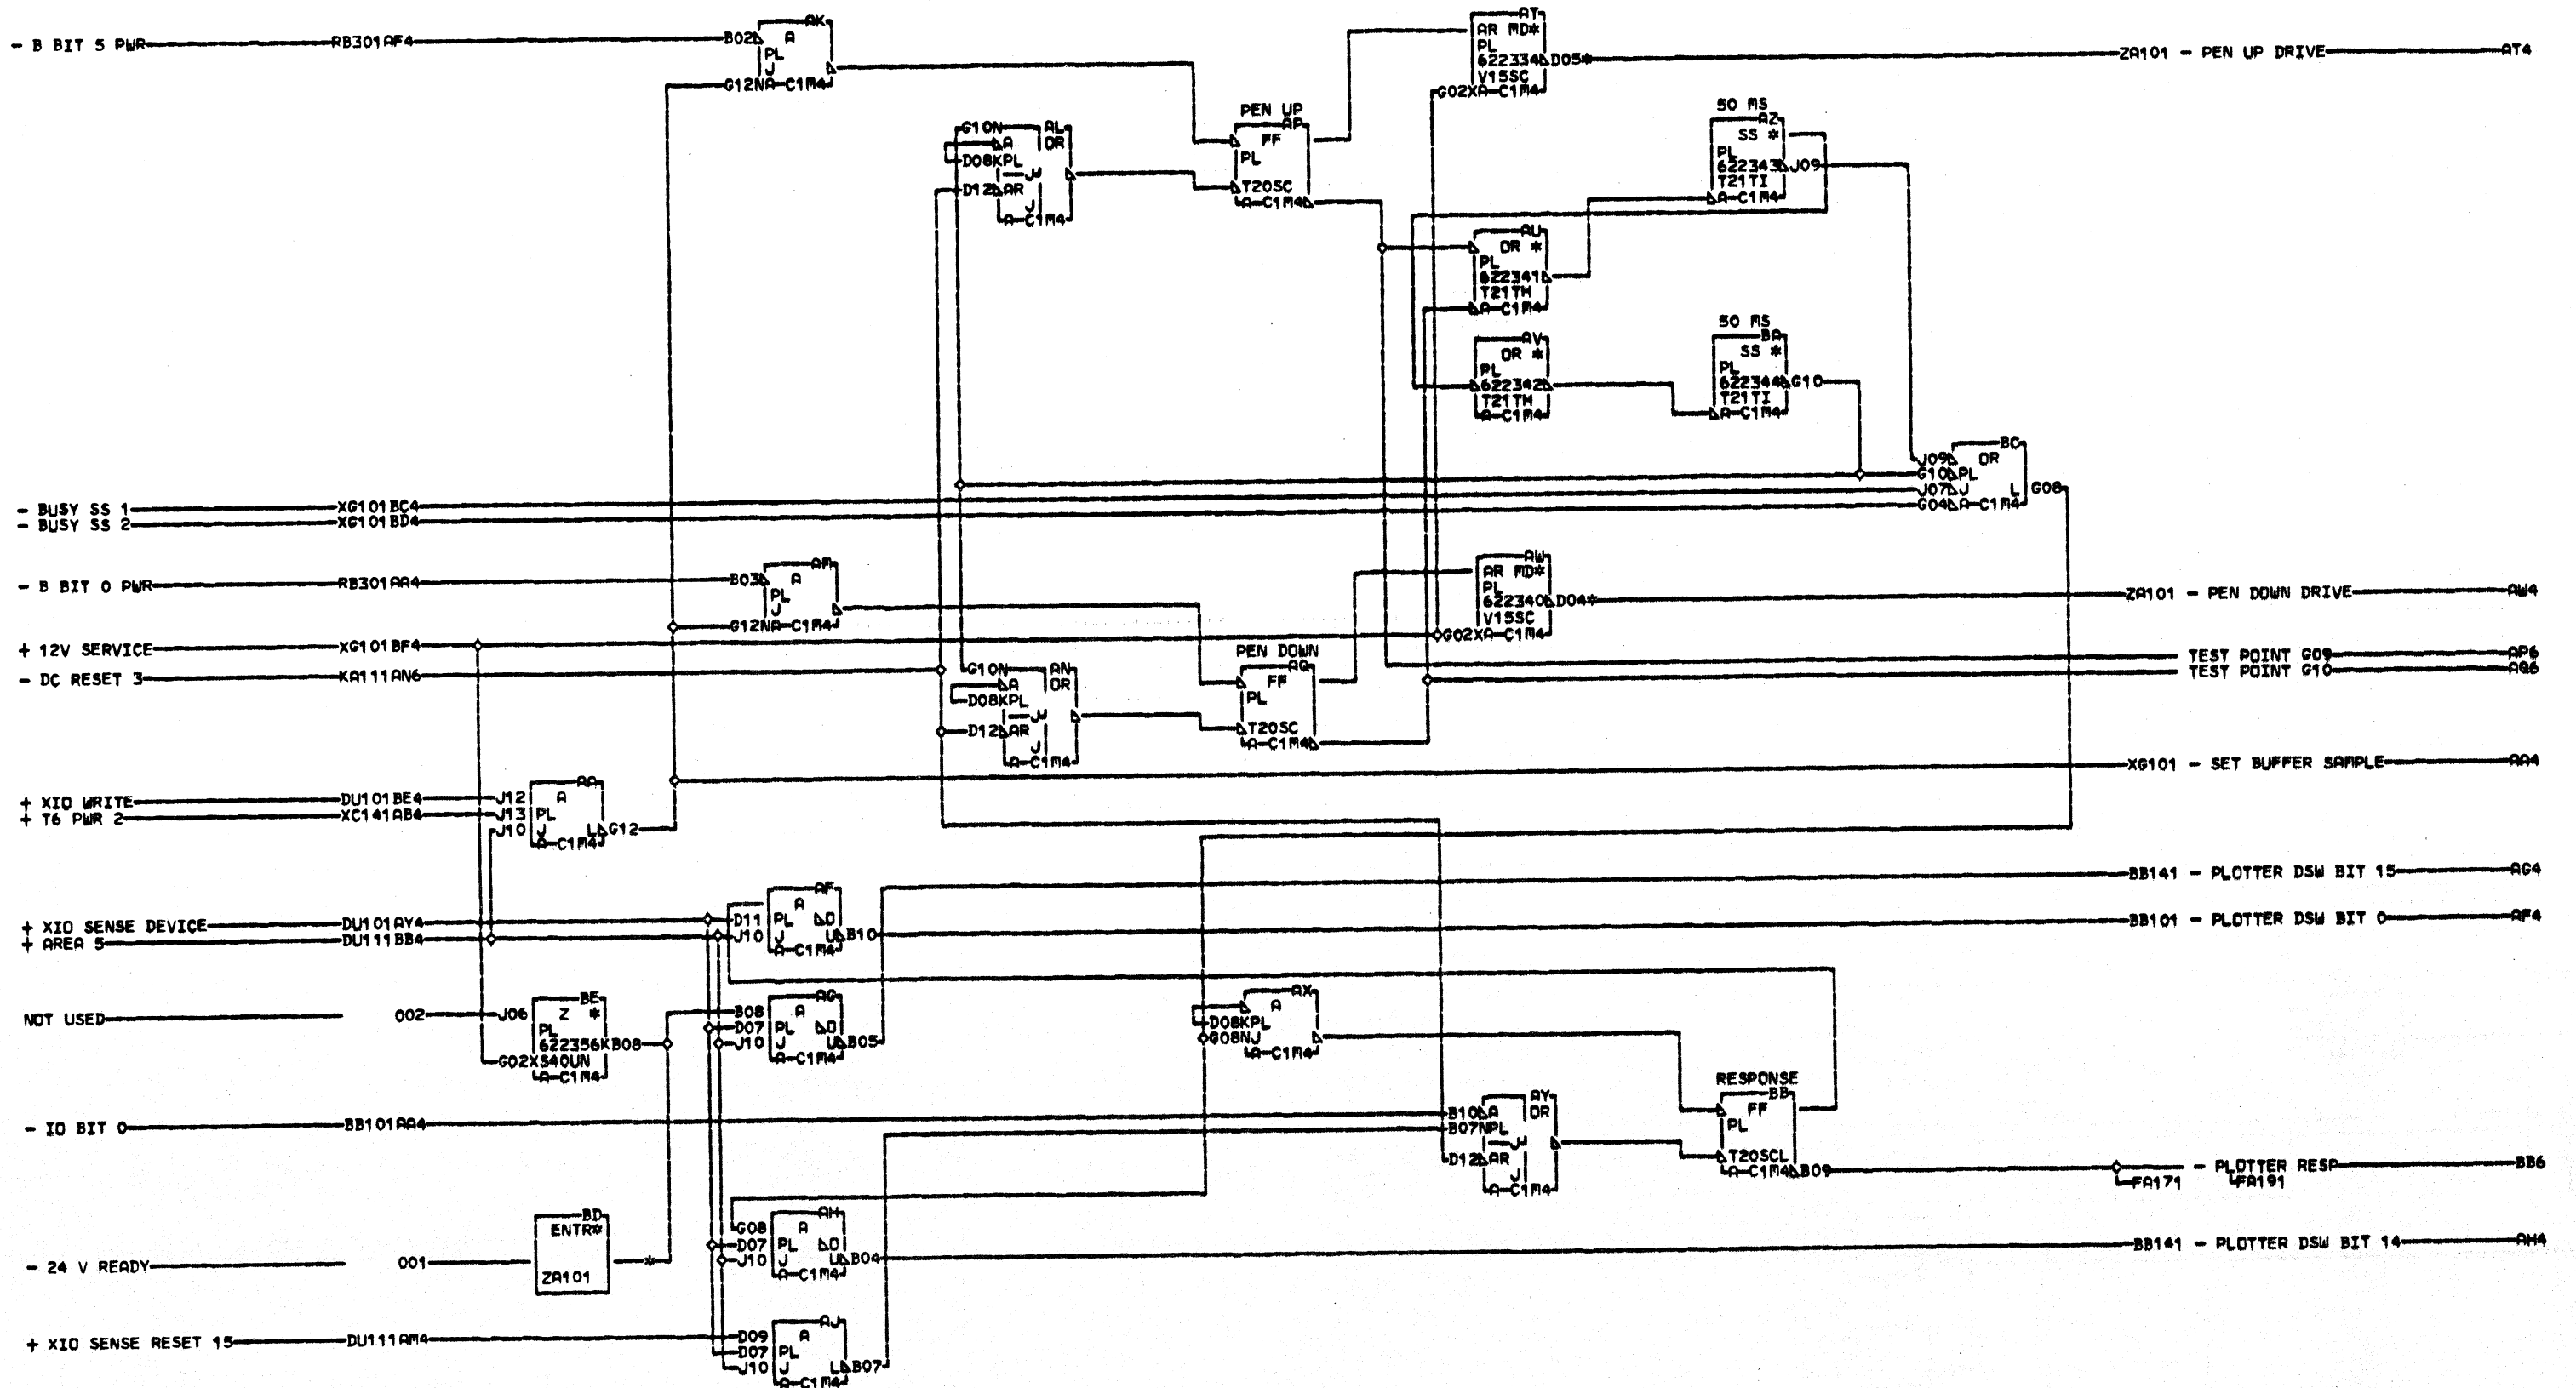 - B BIT 5 PWR RB301AF4 B02 ZA101 - PEN UP DRIVE AT4
AK
A
PL
J
G12NA-C1M4
AT
AR MD*
PL
622334 D05*
V15SC
G02XA-C1M4
G10N AL
A OR
D08KPL
J
D12 AR
J
A-C1M4
PEN UP
AP
FF
PL
T20SC
A-C1M4
50 MS
AZ
SS *
PL
622343 J09
T21TI
A-C1M4
AU
OR *
PL
622341
T21TH
A-C1M4
AV
OR *
PL
622342
T21TH
A-C1M4
50 MS
BA
SS *
PL
622344 G10
T21TI
A-C1M4
BC
J09 OR
G10 PL
J07 J L G08
G04 A-C1M4
- BUSY SS 1 XG101BC4
- BUSY SS 2 XG101BD4
- B BIT 0 PWR RB301AA4 B03
AM
A
PL
J
G12NA-C1M4
AW
AR MD*
PL
622340 D04*
V15SC
G02XA-C1M4
ZA101 - PEN DOWN DRIVE AW4
+ 12V SERVICE XG101BF4
- DC RESET 3 KA111AN6
G10N AN
A OR
D08KPL
J
D12 AR
J
A-C1M4
PEN DOWN
AQ
FF
PL
T20SC
A-C1M4
TEST POINT G09 AP6
TEST POINT G10 AQ6
XG101 - SET BUFFER SAMPLE AA4
+ XIO WRITE DU101BE4 J12
+ T6 PWR 2 XC141AB4 J13
J10
AA
A
PL
J L G12
A-C1M4
BB141 - PLOTTER DSW BIT 15 AG4
+ XIO SENSE DEVICE DU101AY4 D11
+ AREA 5 DU111BB4 J10
AF
A
PL DO
J U B10
A-C1M4
BB101 - PLOTTER DSW BIT 0 AF4
NOT USED 002 J06
BE
Z *
PL
622356KB08
G02XS40UN
A-C1M4
AG
B08 A
D07 PL DO
J10 J U B05
A-C1M4
AX
A
D08KPL
G08NJ
A-C1M4
- IO BIT 0 BB101AA4
AY
B10 A OR
B07NPL
J
D12 AR
J
A-C1M4
RESPONSE
BB
FF
PL
T20SCL
A-C1M4 B09
- PLOTTER RESP BB6
FA171 FA191
- 24 V READY 001
BD
ENTR*
ZA101
*
AH
G08 A
D07 PL DO
J10 J U B04
A-C1M4
BB141 - PLOTTER DSW BIT 14 AH4
+ XIO SENSE RESET 15 DU111AM4 D09
AJ
A
D07 PL
J10 J L B07
A-C1M4